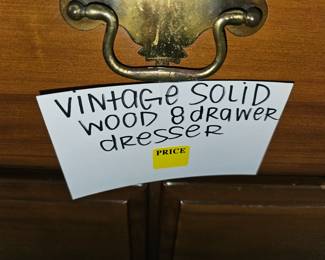 VINTAGE SOLID
WOOD 8 drawer
dresser
PRICE